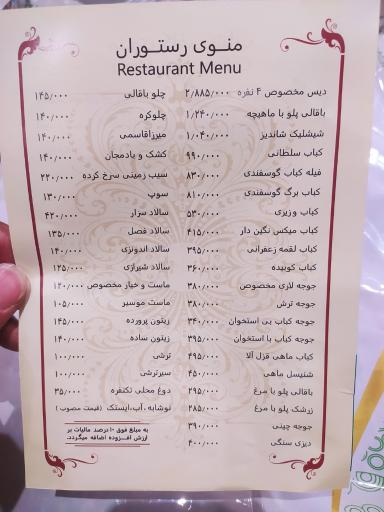 منوی رستوران
Restaurant Menu
دیس مخصوص ۴ نفره ۲/۸۸۵/۰۰۰
باقالی پلو با ماهیچه ۱/۲۴۰/۰۰۰
شیشلیک شاندیز ۱/۰۴۰/۰۰۰
کباب سلطانی ۹۹۰/۰۰۰
فیله کباب گوسفندی ۸۳۰/۰۰۰
کباب برگ گوسفندی ۸۱۰/۰۰۰
کباب وزیری ۵۳۰/۰۰۰
کباب میکس نگین دار ۴۱۵/۰۰۰
کباب لقمه زعفرانی ۳۹۵/۰۰۰
کباب کوبیده ۳۶۰/۰۰۰
جوجه لاری مخصوص ۳۸۰/۰۰۰
جوجه ترش ۳۸۰/۰۰۰
جوجه کباب بی استخوان ۳۴۰/۰۰۰
جوجه کباب با استخوان ۳۹۵/۰۰۰
کباب ماهی قزل آلا ۴۹۵/۰۰۰
شنیسل ماهی ۴۵۰/۰۰۰
باقالی پلو با مرغ ۲۹۵/۰۰۰
زرشک پلو با مرغ ۲۸۵/۰۰۰
جوجه چینی ۳۹۰/۰۰۰
دیزی سنگی ۴۰۰/۰۰۰
چلو باقالی ۱۴۵/۰۰۰
چلوکره ۱۴۰/۰۰۰
میرزاقاسمی ۱۴۰/۰۰۰
کشک و بادمجان ۱۴۰/۰۰۰
سیب زمینی سرخ کرده ۲۲۰/۰۰۰
سوپ ۱۳۰/۰۰۰
سالاد سزار ۴۲۰/۰۰۰
سالاد فصل ۱۳۵/۰۰۰
سالاد اندونزی ۱۴۰/۰۰۰
سالاد شیرازی ۱۲۵/۰۰۰
ماست و خیار مخصوص ۱۲۰/۰۰۰
ماست موسیر ۱۰۵/۰۰۰
زیتون پرورده ۱۴۵/۰۰۰
زیتون ساده ۱۴۰/۰۰۰
ترشی ۱۰۰/۰۰۰
سیرترشی ۱۰۰/۰۰۰
دوغ محلی تکنفره ۳۵/۰۰۰
نوشابه ،آب،ایستک (قیمت مصوب )
به مبلغ فوق ۱۰درصد مالیات بر
ارزش افـزوده اضافه میگردد.